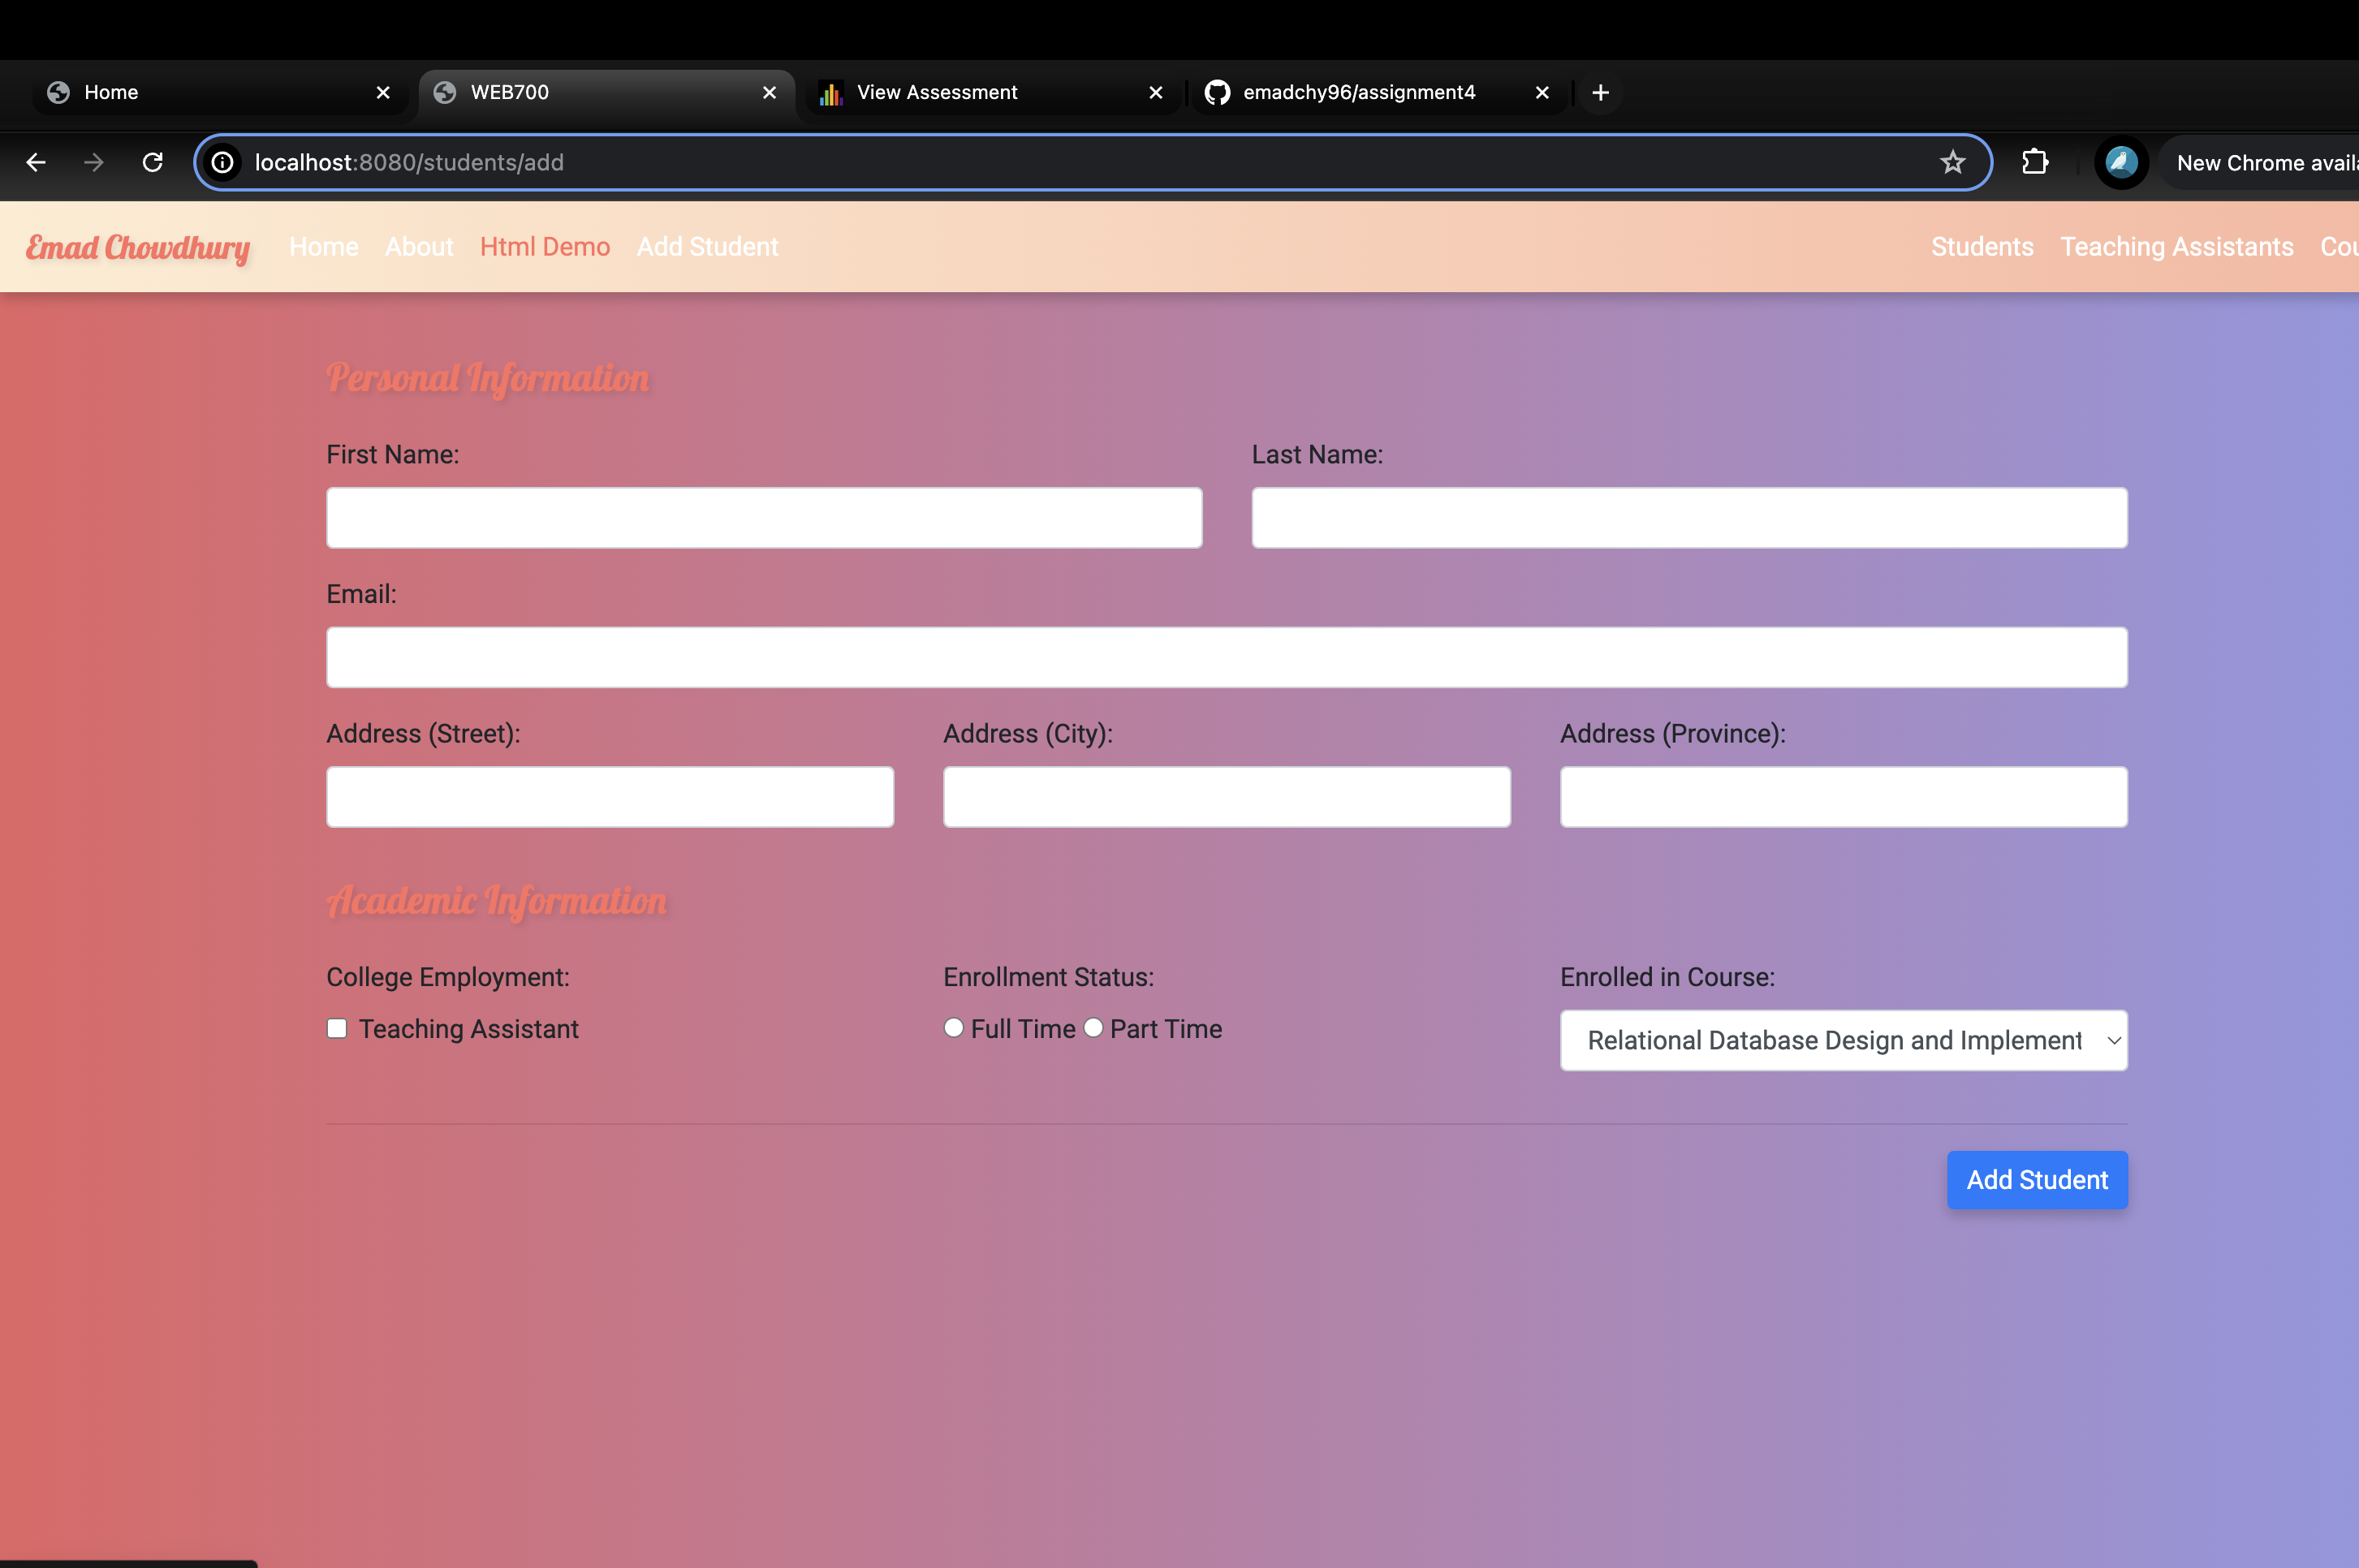 Home
WEB700
View Assessment
emadchy96/assignment4
localhost:8080/students/add
New Chrome avail
Emad Chowdhury Home About Html Demo Add Student Students Teaching Assistants Cou
Personal Information
First Name: Last Name:
Email:
Address (Street): Address (City): Address (Province):
Academic Information
College Employment: Enrollment Status: Enrolled in Course:
Teaching Assistant Full Time Part Time Relational Database Design and Implement
Add Student